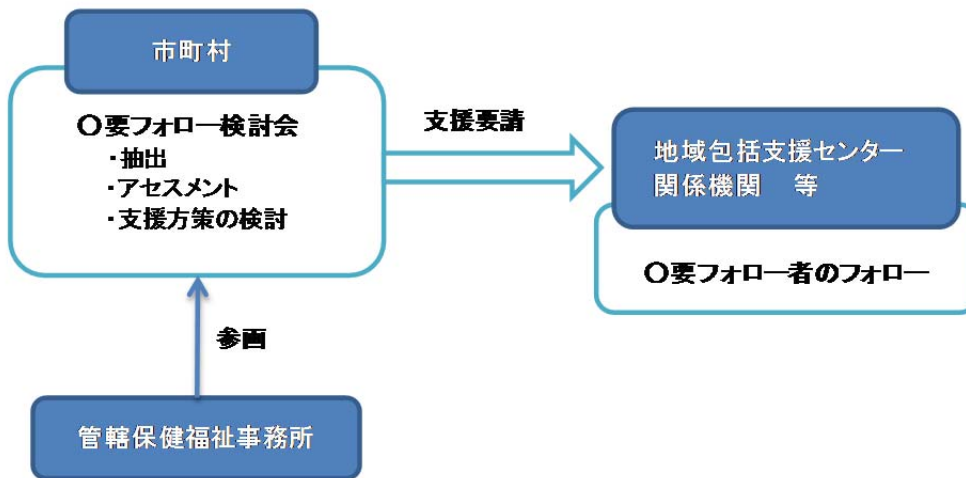 市町村
〇要フォロー検討会
・抽出
・アセスメント
・支援方策の検討
支援要請
地域包括支援センター
関係機関　等
〇要フォロー者のフォロー
参画
管轄保健福祉事務所